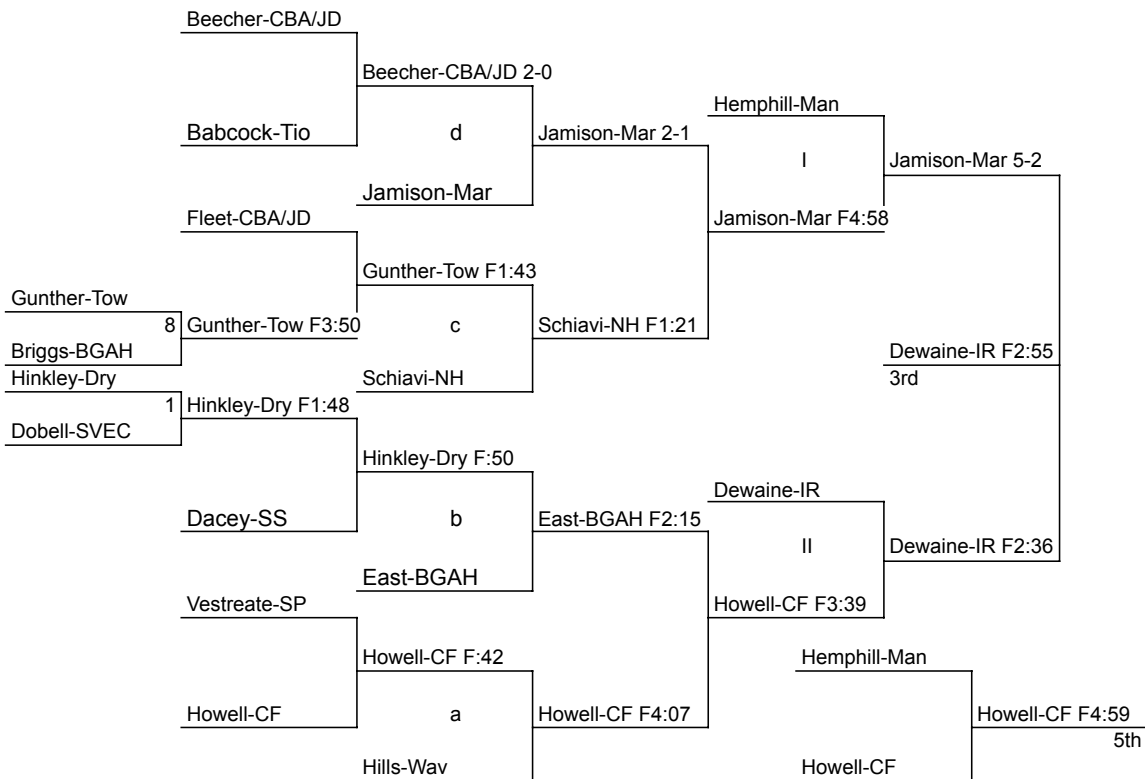 Beecher-CBA/JD
Beecher-CBA/JD 2-0
Hemphill-Man
Babcock-Tio
d
Jamison-Mar 2-1
I
Jamison-Mar 5-2
Jamison-Mar
Fleet-CBA/JD
Jamison-Mar F4:58
Gunther-Tow F1:43
Gunther-Tow
8
Gunther-Tow F3:50
c
Schiavi-NH F1:21
Briggs-BGAH
Dewaine-IR F2:55
3rd
Hinkley-Dry
Schiavi-NH
1
Hinkley-Dry F1:48
Dobell-SVEC
Hinkley-Dry F:50
Dewaine-IR
Dacey-SS
b
East-BGAH F2:15
II
Dewaine-IR F2:36
East-BGAH
Vestreate-SP
Howell-CF F3:39
Howell-CF F:42
Hemphill-Man
Howell-CF
a
Howell-CF F4:07
Howell-CF F4:59
5th
Hills-Wav
Howell-CF